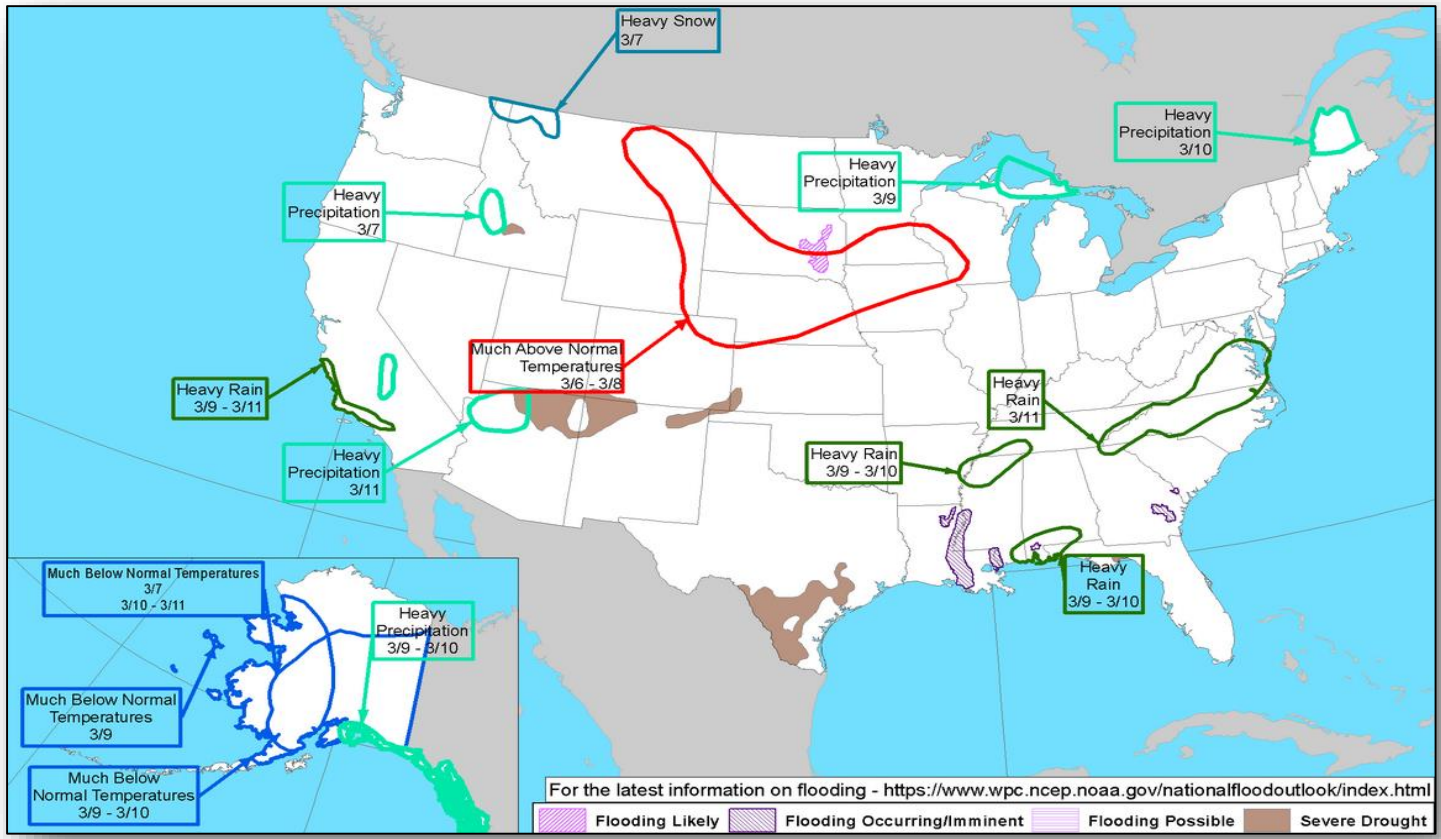 Heavy Snow
3/7
Heavy
Precipitation
3/10
Heavy
Precipitation
3/9
Heavy
Precipitation
3/7
Much Above Normal
Temperatures
3/6 - 3/8
Heavy Rain
3/9 - 3/11
Heavy
Rain
3/11
Heavy
Precipitation
3/11
Heavy Rain
3/9 - 3/10
Heavy
Rain
3/9 - 3/10
Much Below Normal Temperatures
3/7
3/10 - 3/11
Heavy
Precipitation
3/9 - 3/10
Much Below Normal
Temperatures
3/9
Much Below
Normal Temperatures
3/9 - 3/10
For the latest information on flooding - https://www.wpc.ncep.noaa.gov/nationalfloodoutlook/index.html
Flooding Likely Flooding Occurring/Imminent Flooding Possible Severe Drought